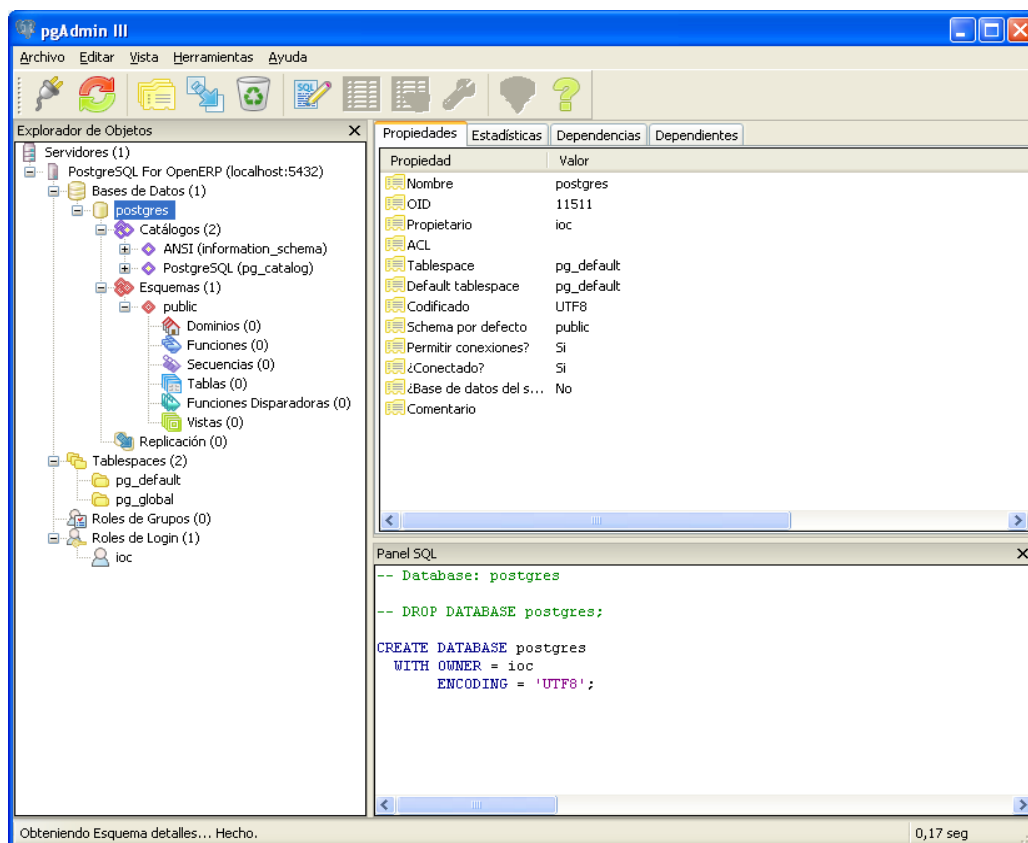 pgAdmin III
Archivo Editar Vista Herramientas Ayuda
SQL
Explorador de Objetos
Servidores (1)
PostgreSQL For OpenERP (localhost:5432)
Bases de Datos (1)
postgres
Catálogos (2)
ANSI (information_schema)
PostgreSQL (pg_catalog)
Esquemas (1)
public
Dominios (0)
Funciones (0)
Secuencias (0)
Tablas (0)
Funciones Disparadoras (0)
Vistas (0)
Replicación (0)
Tablespaces (2)
pg_default
pg_global
Roles de Grupos (0)
Roles de Login (1)
ioc
Propiedades Estadísticas Dependencias Dependientes
Propiedad Valor
Nombre postgres
OID 11511
Propietario ioc
ACL
Tablespace pg_default
Default tablespace pg_default
Codificado UTF8
Schema por defecto public
Permitir conexiones? Si
¿Conectado? Si
¿Base de datos del s... No
Comentario
Panel SQL
-- Database: postgres
-- DROP DATABASE postgres;
CREATE DATABASE postgres
WITH OWNER = ioc
ENCODING = 'UTF8';
Obteniendo Esquema detalles... Hecho. 0,17 seg